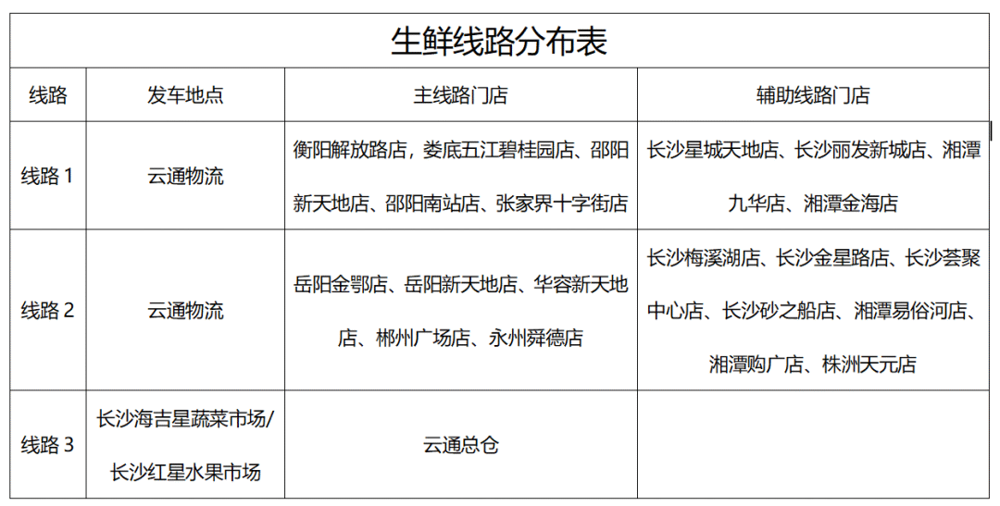 生鲜线路分布表
线路 发车地点 主线路门店 辅助线路门店
线路 1
云通物流
衡阳解放路店，娄底五江碧桂园店、邵阳
新天地店、邵阳南站店、张家界十字街店
长沙星城天地店、长沙丽发新城店、湘潭
九华店、湘潭金海店
线路 2
云通物流
岳阳金鄂店、岳阳新天地店、华容新天地
店、郴州广场店、永州舜德店
长沙梅溪湖店、长沙金星路店、长沙荟聚
中心店、长沙砂之船店、湘潭易俗河店、
湘潭购广店、株洲天元店
线路 3
长沙海吉星蔬菜市场/
长沙红星水果市场
云通总仓